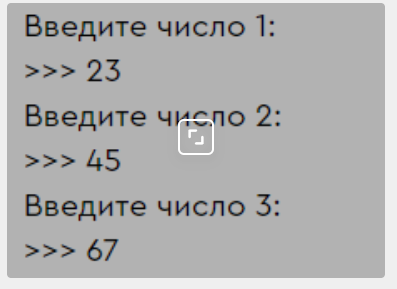 Введите число 1:
>>> 23
Введите число 2:
>>> 45
Введите число 3:
>>> 67